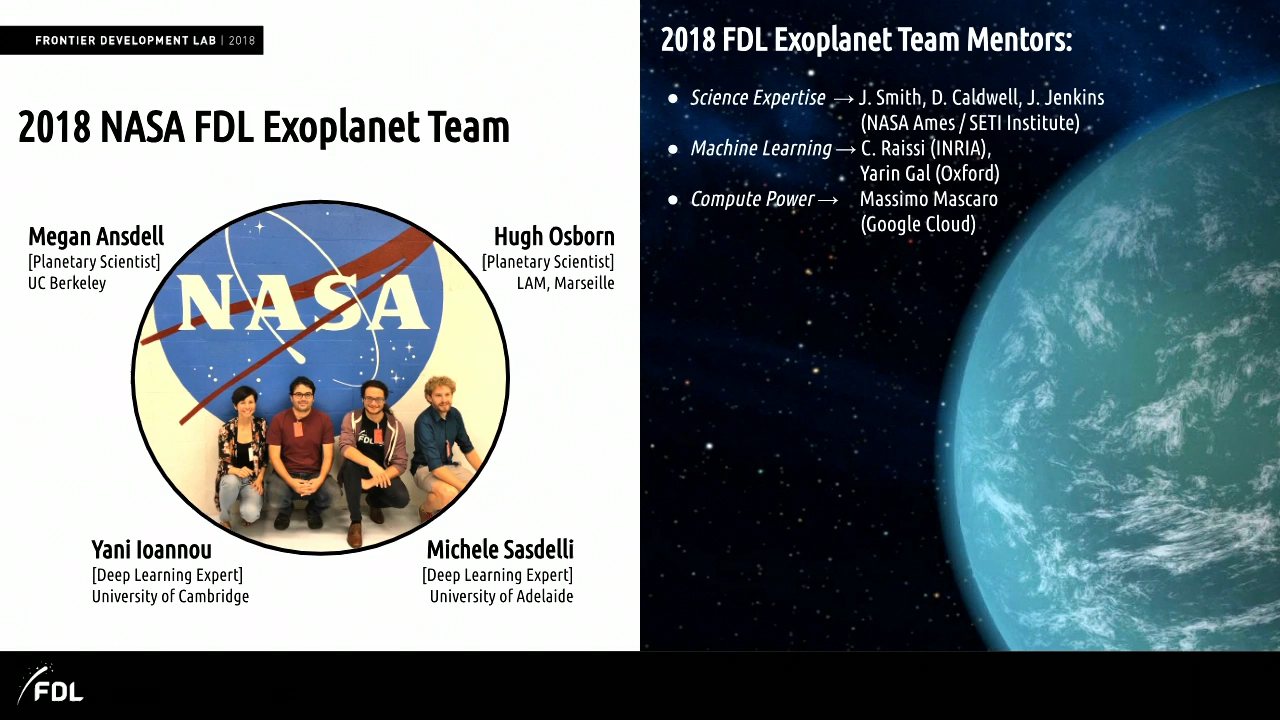 FRONTIER DEVELOPMENT LAB | 2018
2018 NASA FDL Exoplanet Team
Megan Ansdell
[Planetary Scientist]
UC Berkeley
Hugh Osborn
[Planetary Scientist]
LAM, Marseille
NASA
FDL
Yani Ioannou
[Deep Learning Expert]
University of Cambridge
Michele Sasdelli
[Deep Learning Expert]
University of Adelaide
2018 FDL Exoplanet Team Mentors:
● Science Expertise → J. Smith, D. Caldwell, J. Jenkins
(NASA Ames / SETI Institute)
● Machine Learning → C. Raissi (INRIA),
Yarin Gal (Oxford)
● Compute Power → Massimo Mascaro
(Google Cloud)
FDL